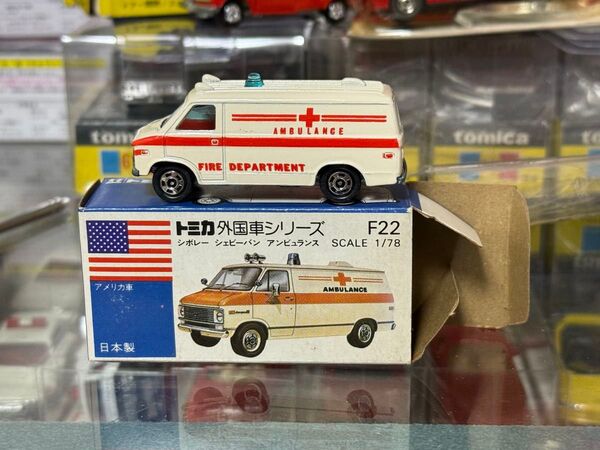 AMBULANCE
FIRE DEPARTMENT
tomica
tomica
トミカ 外国車シリーズ F22
シボレー シェビーバン アンビュランス SCALE 1/78
アメリカ車
AMBULANCE
日本製